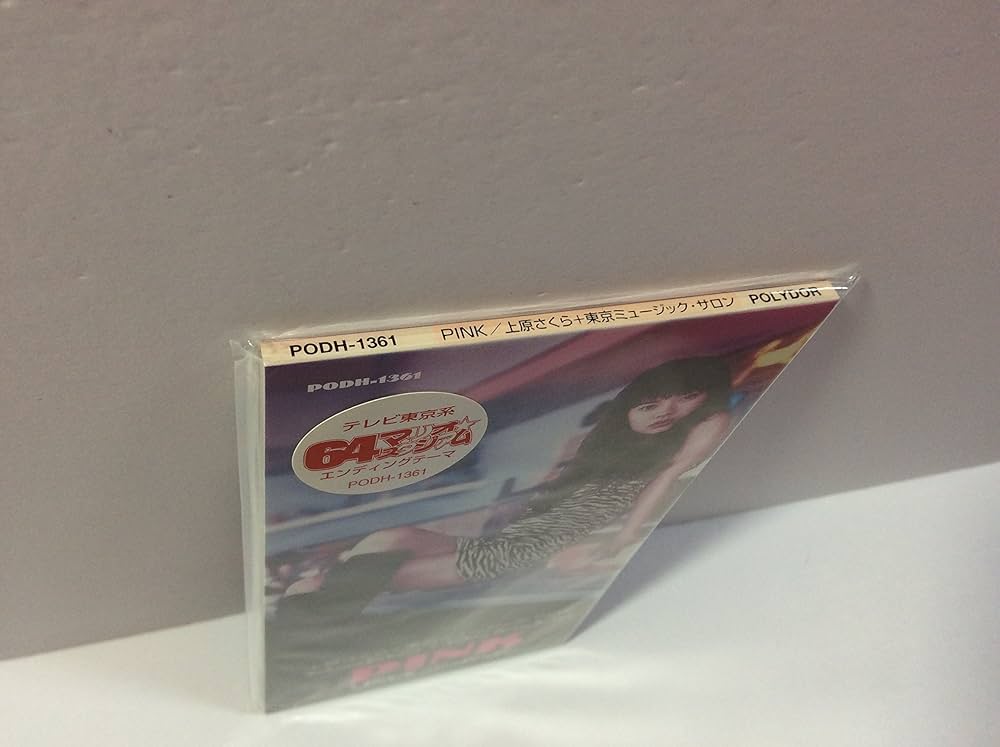 PODH-1361 PINK／上原さくら+東京ミュージック・サロン POLYDOR
PODH-1361
テレビ東京系
64マリオ
スタジアム
エンディングテーマ
PODH-1361
PINK